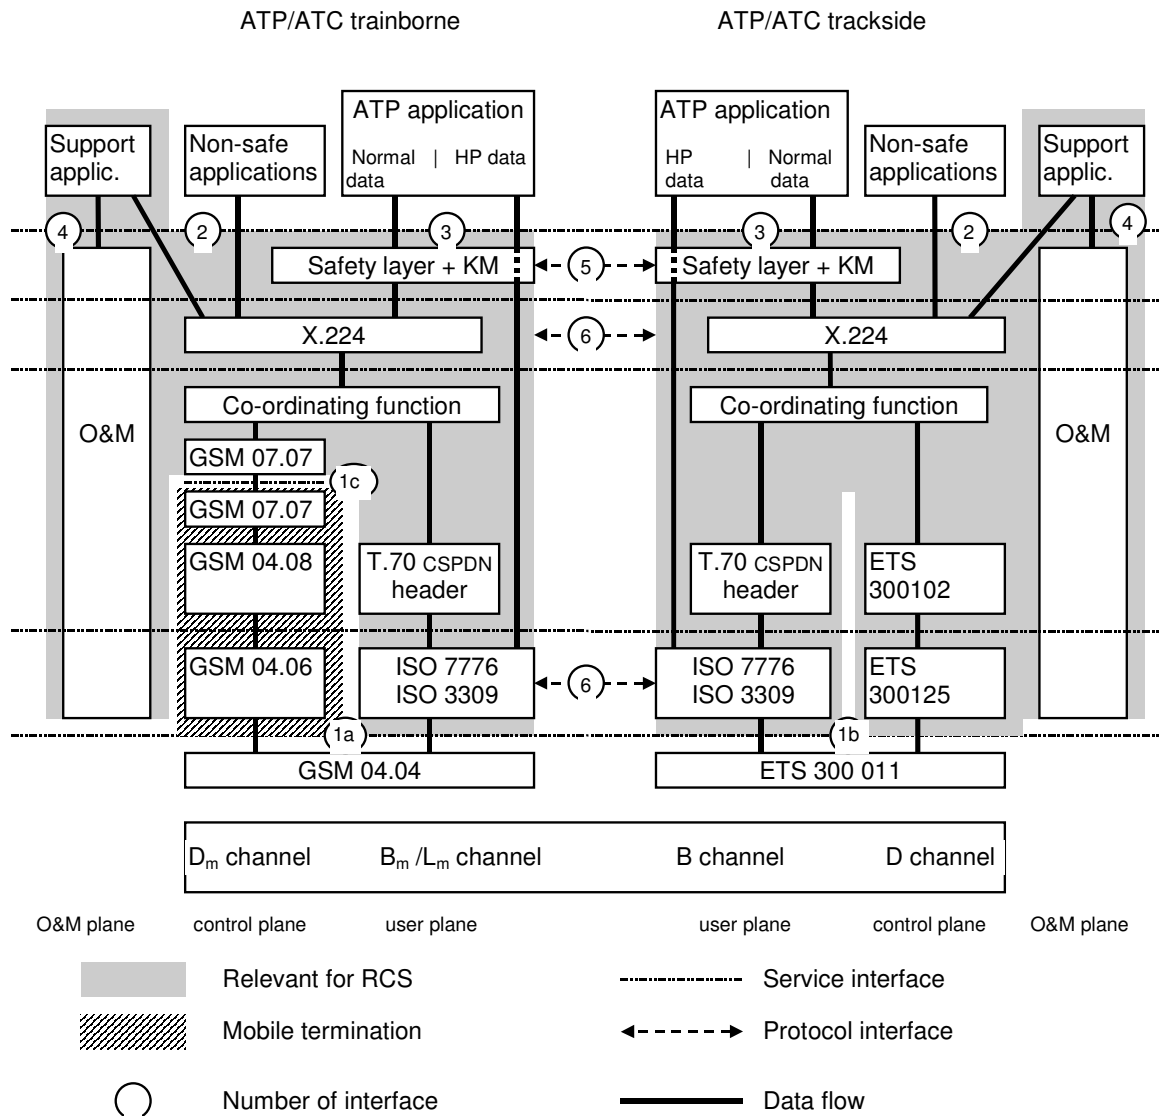 ATP/ATC trainborne ATP/ATC trackside
ATP application ATP application
Support applic. Non-safe applications Normal data | HP data HP data | Normal data Non-safe applications Support applic.
4 2 3 3 2 4
Safety layer + KM 5 Safety layer + KM
X.224 6 X.224
Co-ordinating function Co-ordinating function
O&M O&M
GSM 07.07
1c
GSM 07.07
GSM 04.08 T.70 CSPDN header T.70 CSPDN header ETS 300102
GSM 04.06 ISO 7776 ISO 3309 6 ISO 7776 ISO 3309 ETS 300125
1a 1b
GSM 04.04 ETS 300 011
Dm channel Bm /Lm channel B channel D channel
O&M plane control plane user plane user plane control plane O&M plane
Relevant for RCS Service interface
Mobile termination Protocol interface
Number of interface Data flow